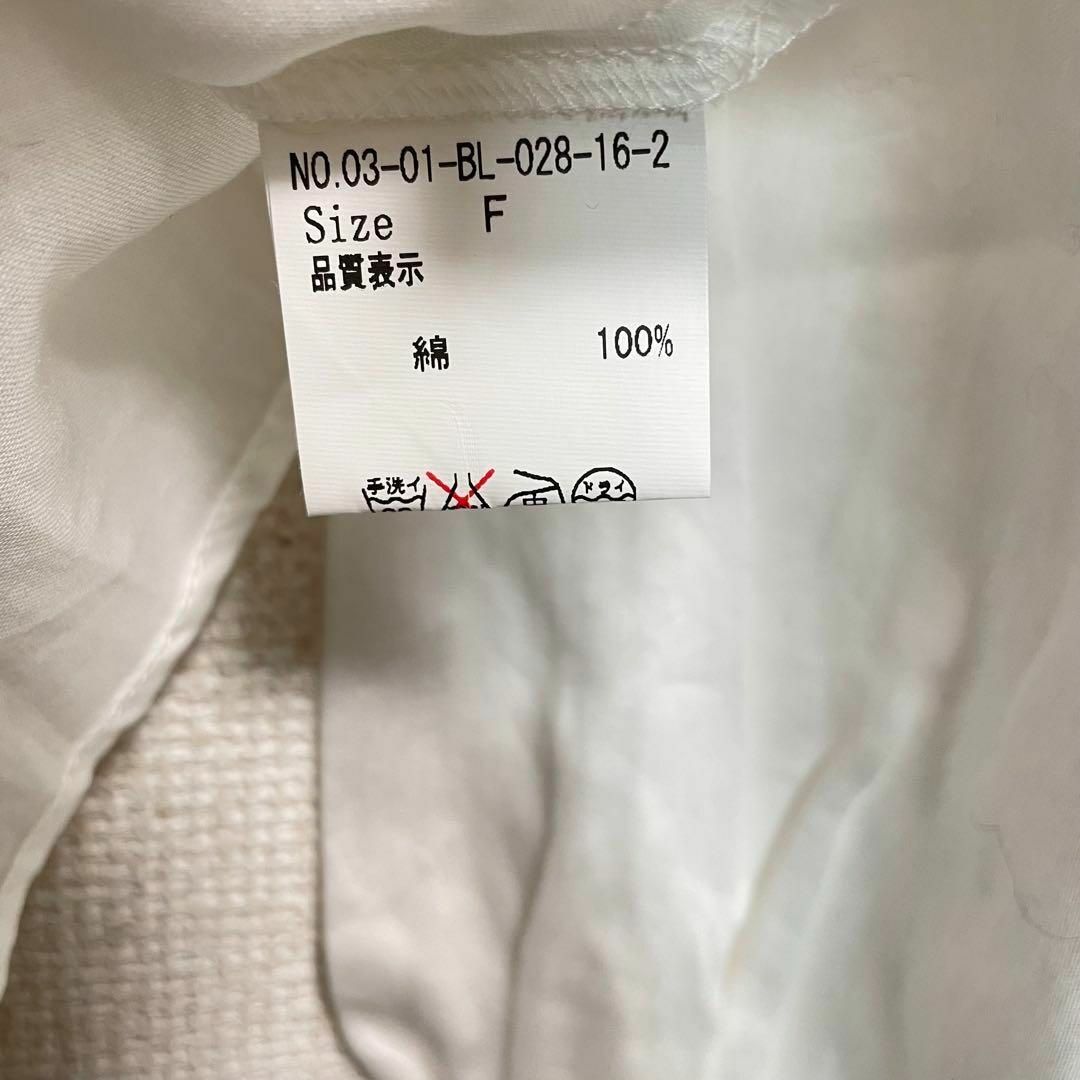 NO.03-01-BL-028-16-2
Size F
品質表示
綿 100%
手洗イ ドライ